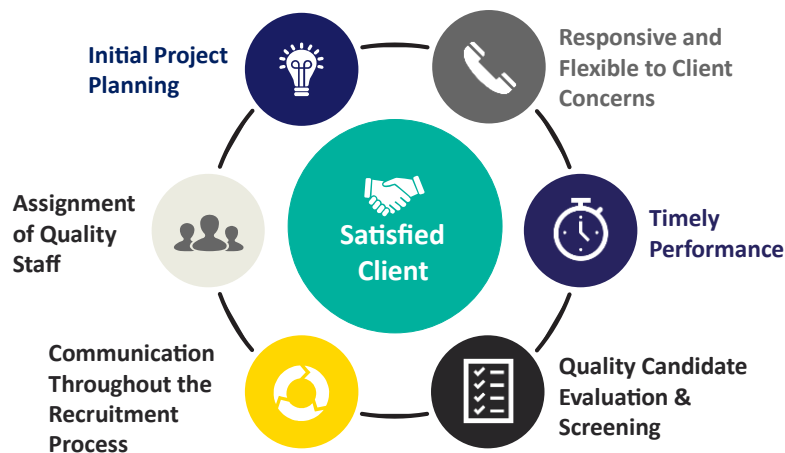 Initial Project
Planning
Responsive and
Flexible to Client
Concerns
Assignment
of Quality
Staff
Satisfied
Client
Timely
Performance
Communication
Throughout the
Recruitment
Process
Quality Candidate
Evaluation &
Screening